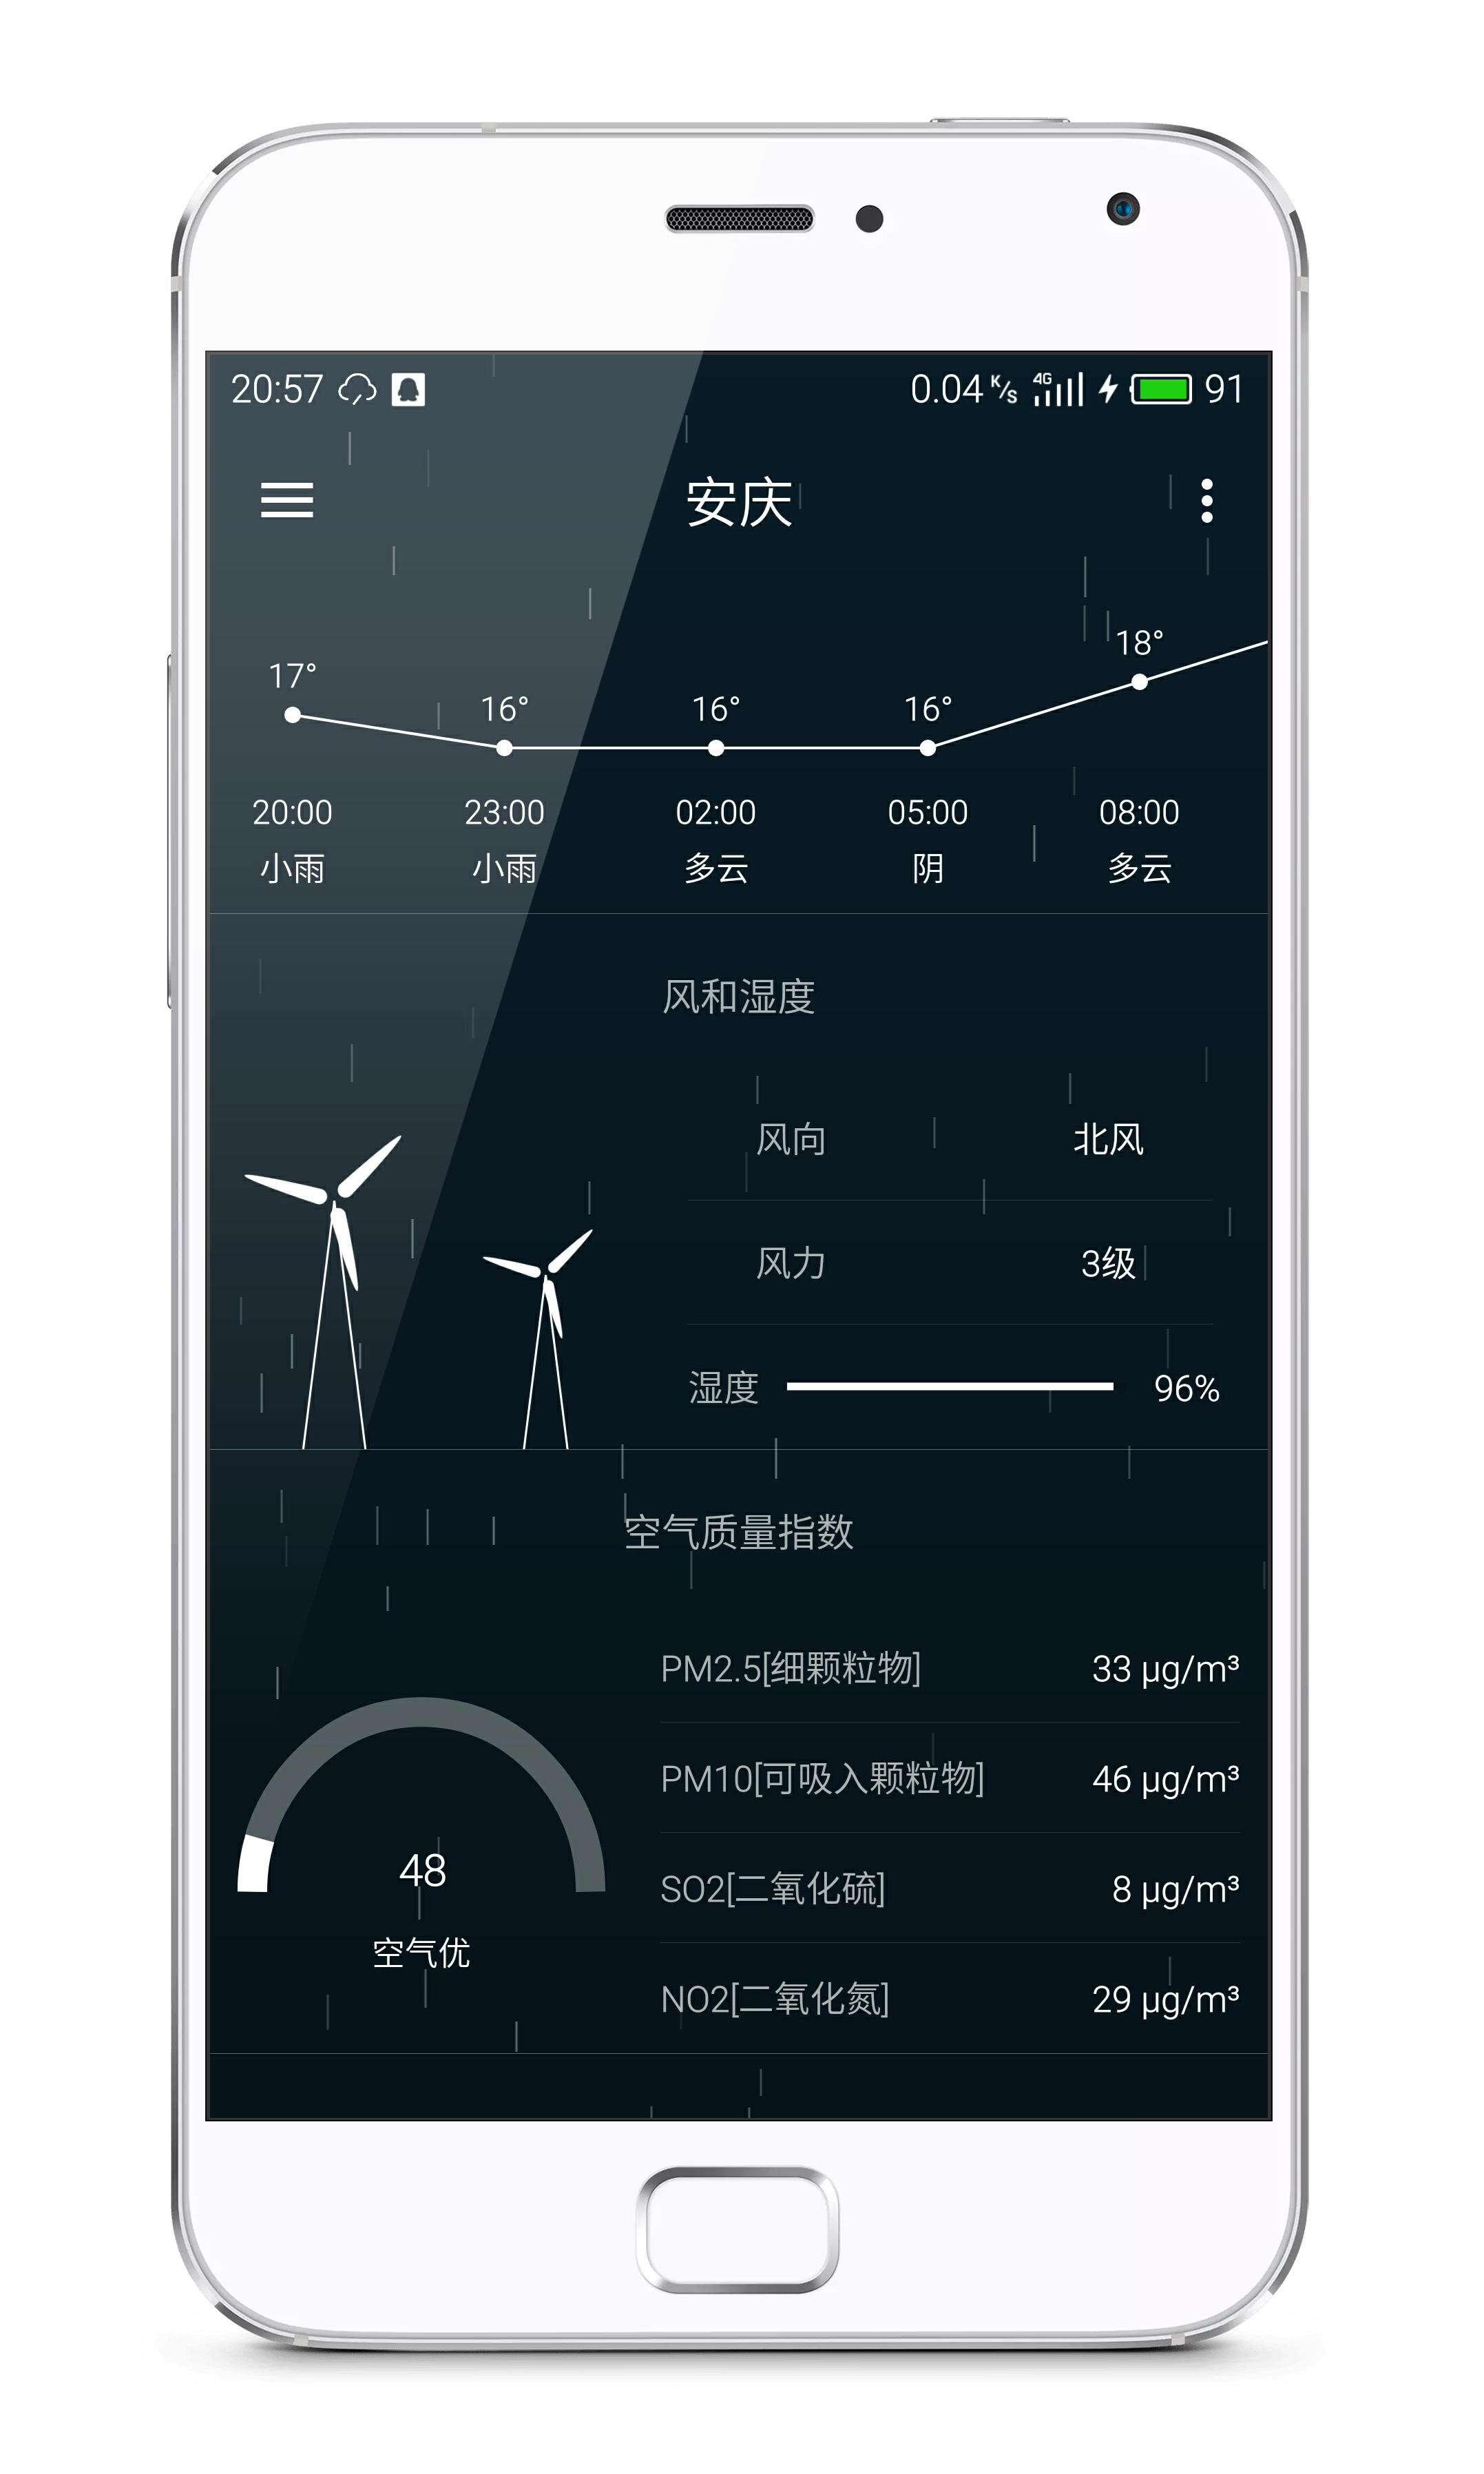 20:57 0.04 K/s 4G 91
安庆
17° 16° 16° 16° 18°
20:00 23:00 02:00 05:00 08:00
小雨 小雨 多云 阴 多云
风和湿度
风向 北风
风力 3级
湿度 96%
空气质量指数
PM2.5[细颗粒物] 33 µg/m³
PM10[可吸入颗粒物] 46 µg/m³
SO2[二氧化硫] 8 µg/m³
NO2[二氧化氮] 29 µg/m³
48
空气优